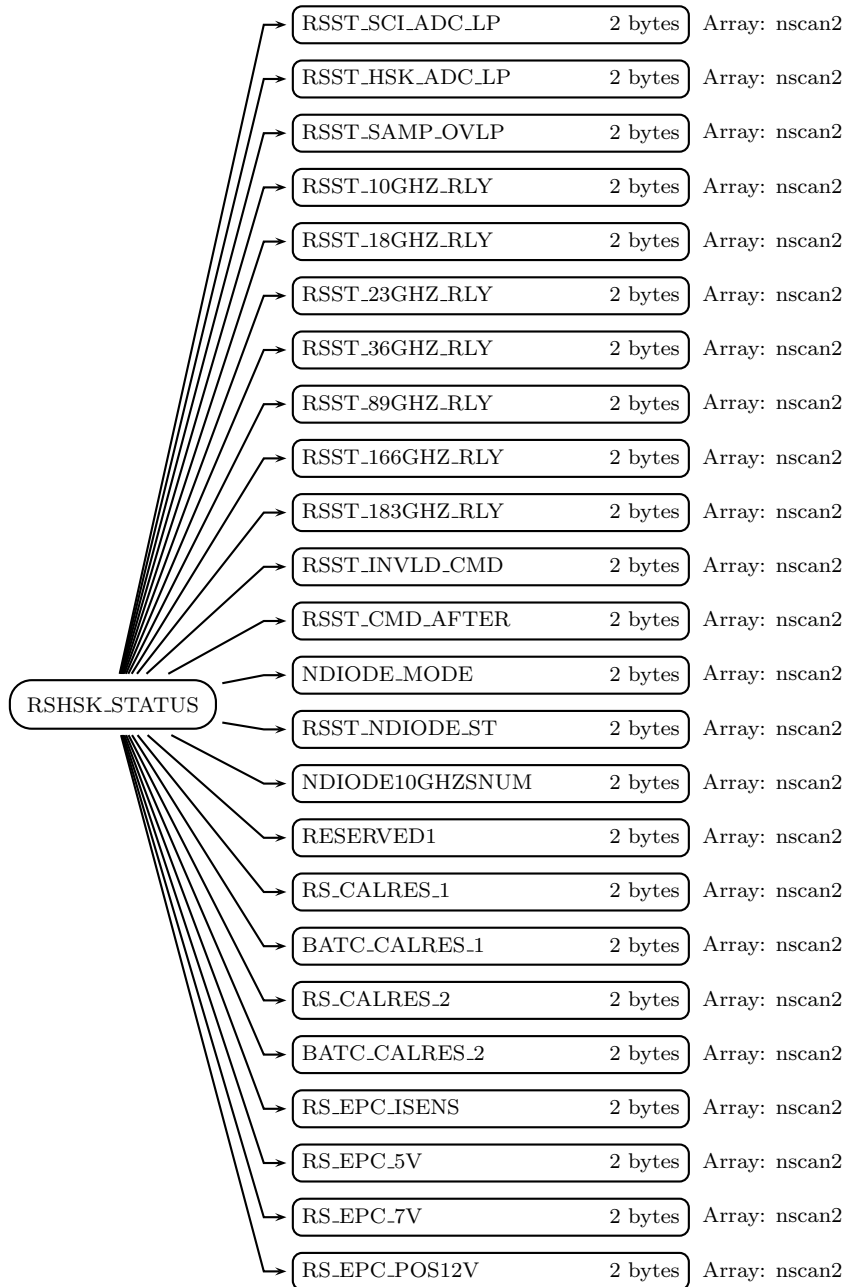 RSST_SCI_ADC_LP 2 bytes Array: nscan2
RSST_HSK_ADC_LP 2 bytes Array: nscan2
RSST_SAMP_OVLP 2 bytes Array: nscan2
RSST_10GHZ_RLY 2 bytes Array: nscan2
RSST_18GHZ_RLY 2 bytes Array: nscan2
RSST_23GHZ_RLY 2 bytes Array: nscan2
RSST_36GHZ_RLY 2 bytes Array: nscan2
RSST_89GHZ_RLY 2 bytes Array: nscan2
RSST_166GHZ_RLY 2 bytes Array: nscan2
RSST_183GHZ_RLY 2 bytes Array: nscan2
RSST_INVLD_CMD 2 bytes Array: nscan2
RSST_CMD_AFTER 2 bytes Array: nscan2
NDIODE_MODE 2 bytes Array: nscan2
RSHSK_STATUS
RSST_NDIODE_ST 2 bytes Array: nscan2
NDIODE10GHZSNUM 2 bytes Array: nscan2
RESERVED1 2 bytes Array: nscan2
RS_CALRES_1 2 bytes Array: nscan2
BATC_CALRES_1 2 bytes Array: nscan2
RS_CALRES_2 2 bytes Array: nscan2
BATC_CALRES_2 2 bytes Array: nscan2
RS_EPC_ISENS 2 bytes Array: nscan2
RS_EPC_5V 2 bytes Array: nscan2
RS_EPC_7V 2 bytes Array: nscan2
RS_EPC_POS12V 2 bytes Array: nscan2